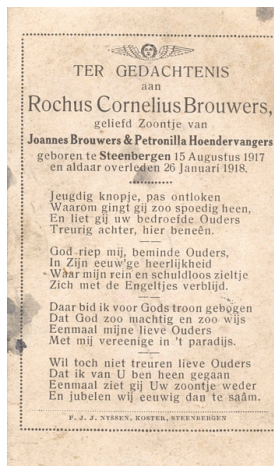 TER GEDACHTENIS
aan
Rochus Cornelius Brouwers,
geliefd Zoontje van
Joannes Brouwers & Petronilla Hoendervangers
geboren te Steenbergen 15 Augustus 1917
en aldaar overleden 26 Januari 1918.
Jeugdig knopje, pas ontloken
Waarom gingt gij zoo spoedig heen,
En liet gij uw bedroefde Ouders
Treurig achter, hier beneên.
God riep mij, beminde Ouders,
In Zijn eeuw'ge heerlijkheid
Waar mijn rein en schuldloos zieltje
Zich met de Engeltjes verblijd.
Daar bid ik voor Gods troon gebogen
Dat God zoo machtig en zoo wijs
Eenmaal mijne lieve Ouders
Met mij vereenige in 't paradijs.
Wil toch niet treuren lieve Ouders
Dat ik van U ben heen gegaan
Eenmaal ziet gij Uw zoontje weder
En jubelen wij eeuwig dan te saâm.
F. J. J. NYSSEN, KOSTER, STEENBERGEN